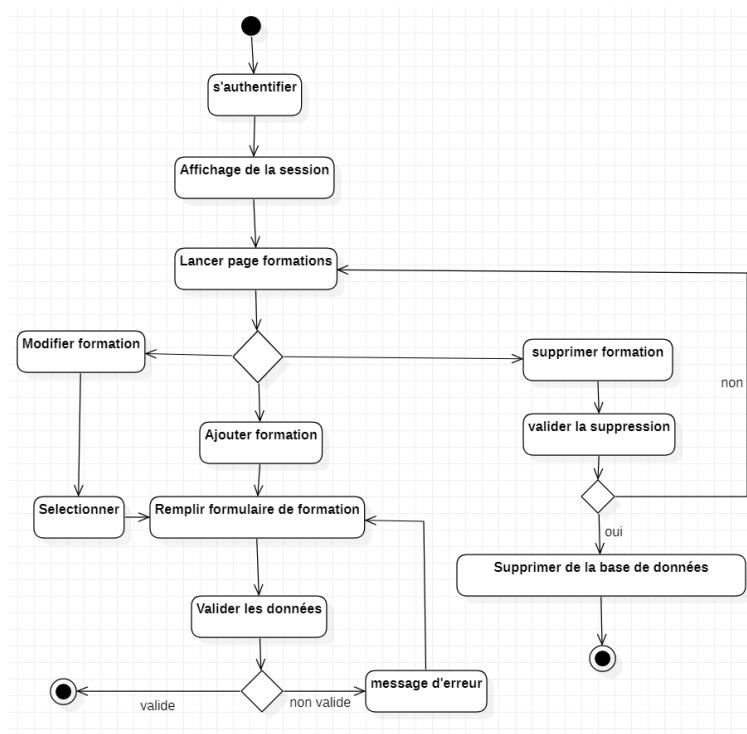 s'authentifier
Affichage de la session
Lancer page formations
Modifier formation
supprimer formation
non
Ajouter formation
valider la suppression
Selectionner
Remplir formulaire de formation
oui
Supprimer de la base de données
Valider les données
message d'erreur
valide
non valide